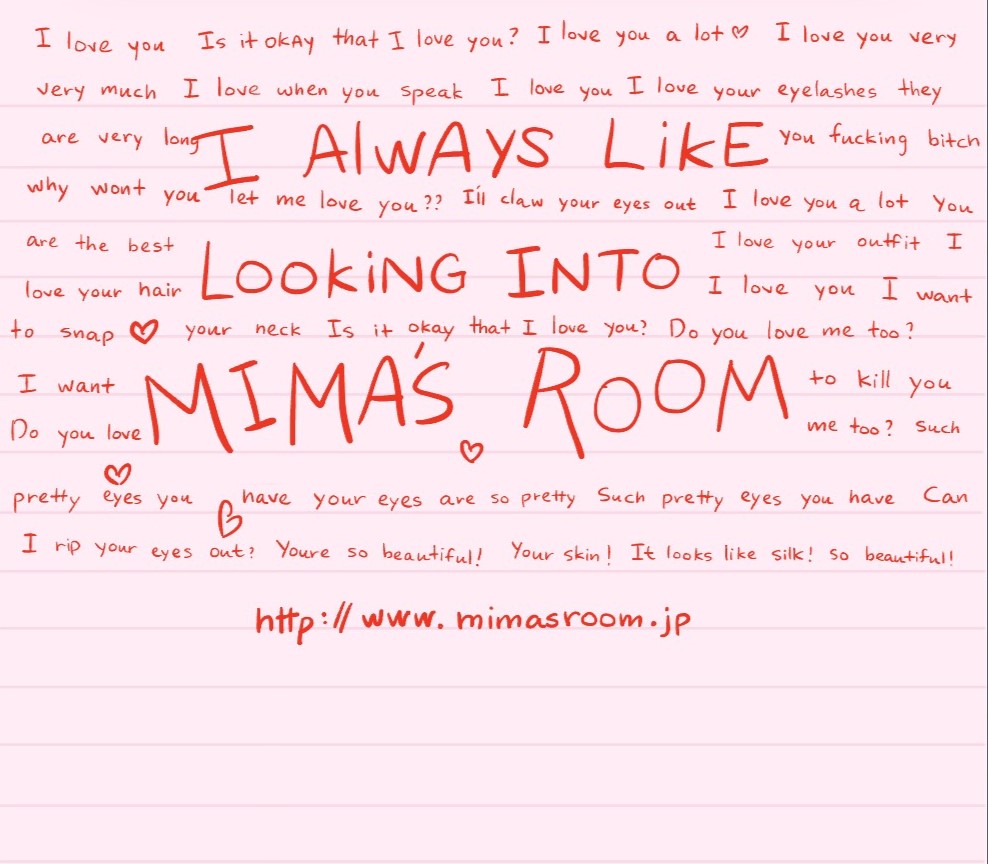 I love you Is it okAy that I love you? I love you a lot ♡ I love you very
very much I love when you speak I love you I love your eyelashes they
are very long I AlWAyS LiKE you fucking bitch
why wont you let me love you?? I'll claw your eyes out I love you a lot You
are the best LOOKiNG INTO I love your outfit I
love your hair I love you I want
to snap ♡ your neck Is it okay that I love you? Do you love me too?
I want MIMA'S ROOM to kill you
Do you love ♡ me too? Such
♡
pretty eyes you ♡ have your eyes are so pretty Such pretty eyes you have Can
I rip your eyes out? Youre so beautiful! Your skin! It looks like silk! so beautiful!
http://www.mimasroom.jp